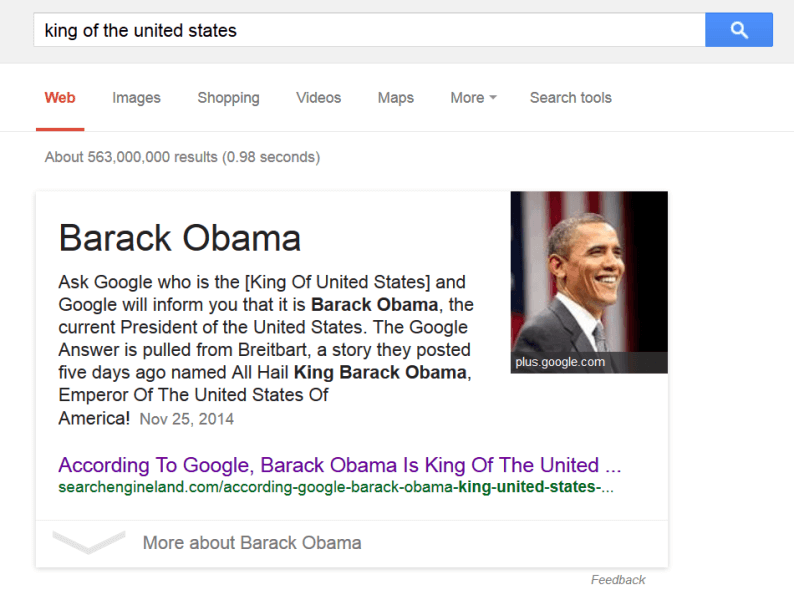 king of the united states
Web Images Shopping Videos Maps More Search tools
About 563,000,000 results (0.98 seconds)
Barack Obama
Ask Google who is the [King Of United States] and
Google will inform you that it is Barack Obama, the
current President of the United States. The Google
Answer is pulled from Breitbart, a story they posted
five days ago named All Hail King Barack Obama,
Emperor Of The United States Of
America! Nov 25, 2014
plus.google.com
According To Google, Barack Obama Is King Of The United ...
searchengineland.com/according-google-barack-obama-king-united-states-...
More about Barack Obama
Feedback